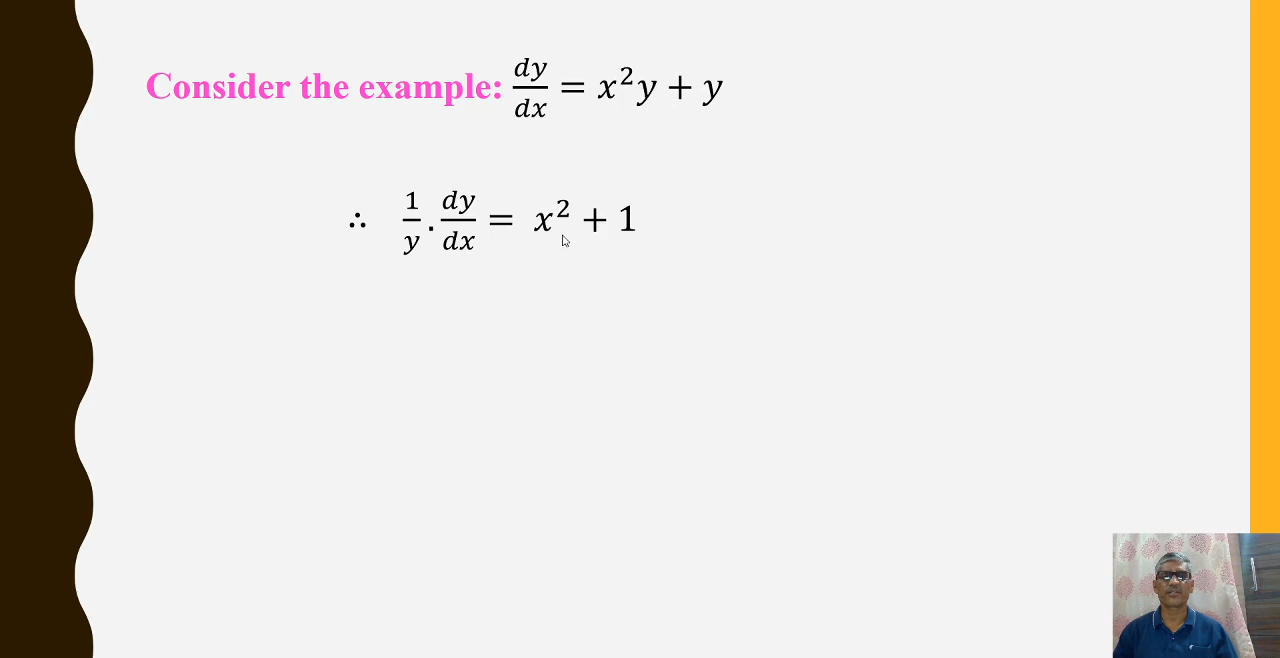 Consider the example: dy/dx = x²y + y
∴ 1/y . dy/dx = x² + 1